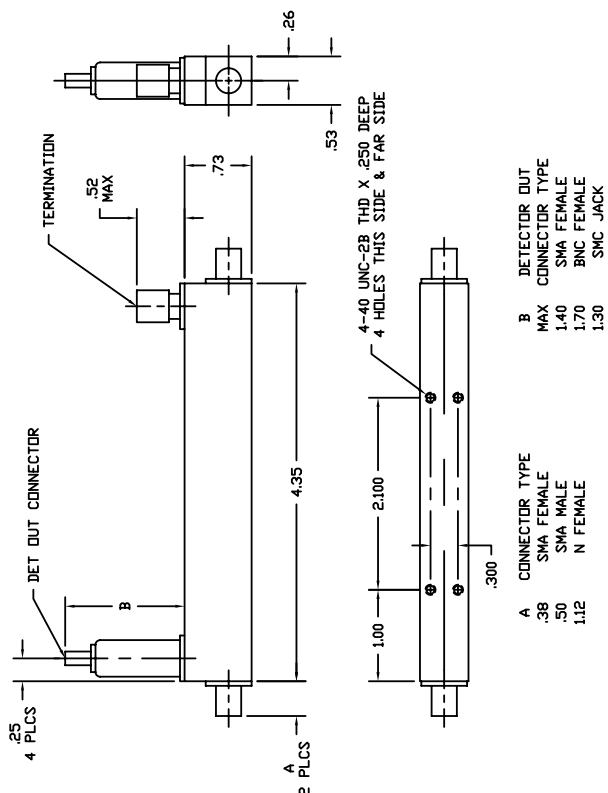 .26
.53
TERMINATION
.52
MAX
.73
DET OUT CONNECTOR
B
4.35
.25
4 PLCS
A
2 PLCS
4-40 UNC-2B THD X .250 DEEP
4 HOLES THIS SIDE & FAR SIDE
2.100
1.00
.300
A CONNECTOR TYPE
.38 SMA FEMALE
.50 SMA MALE
1.12 N FEMALE
B DETECTOR OUT
MAX CONNECTOR TYPE
1.40 SMA FEMALE
1.70 BNC FEMALE
1.30 SMC JACK